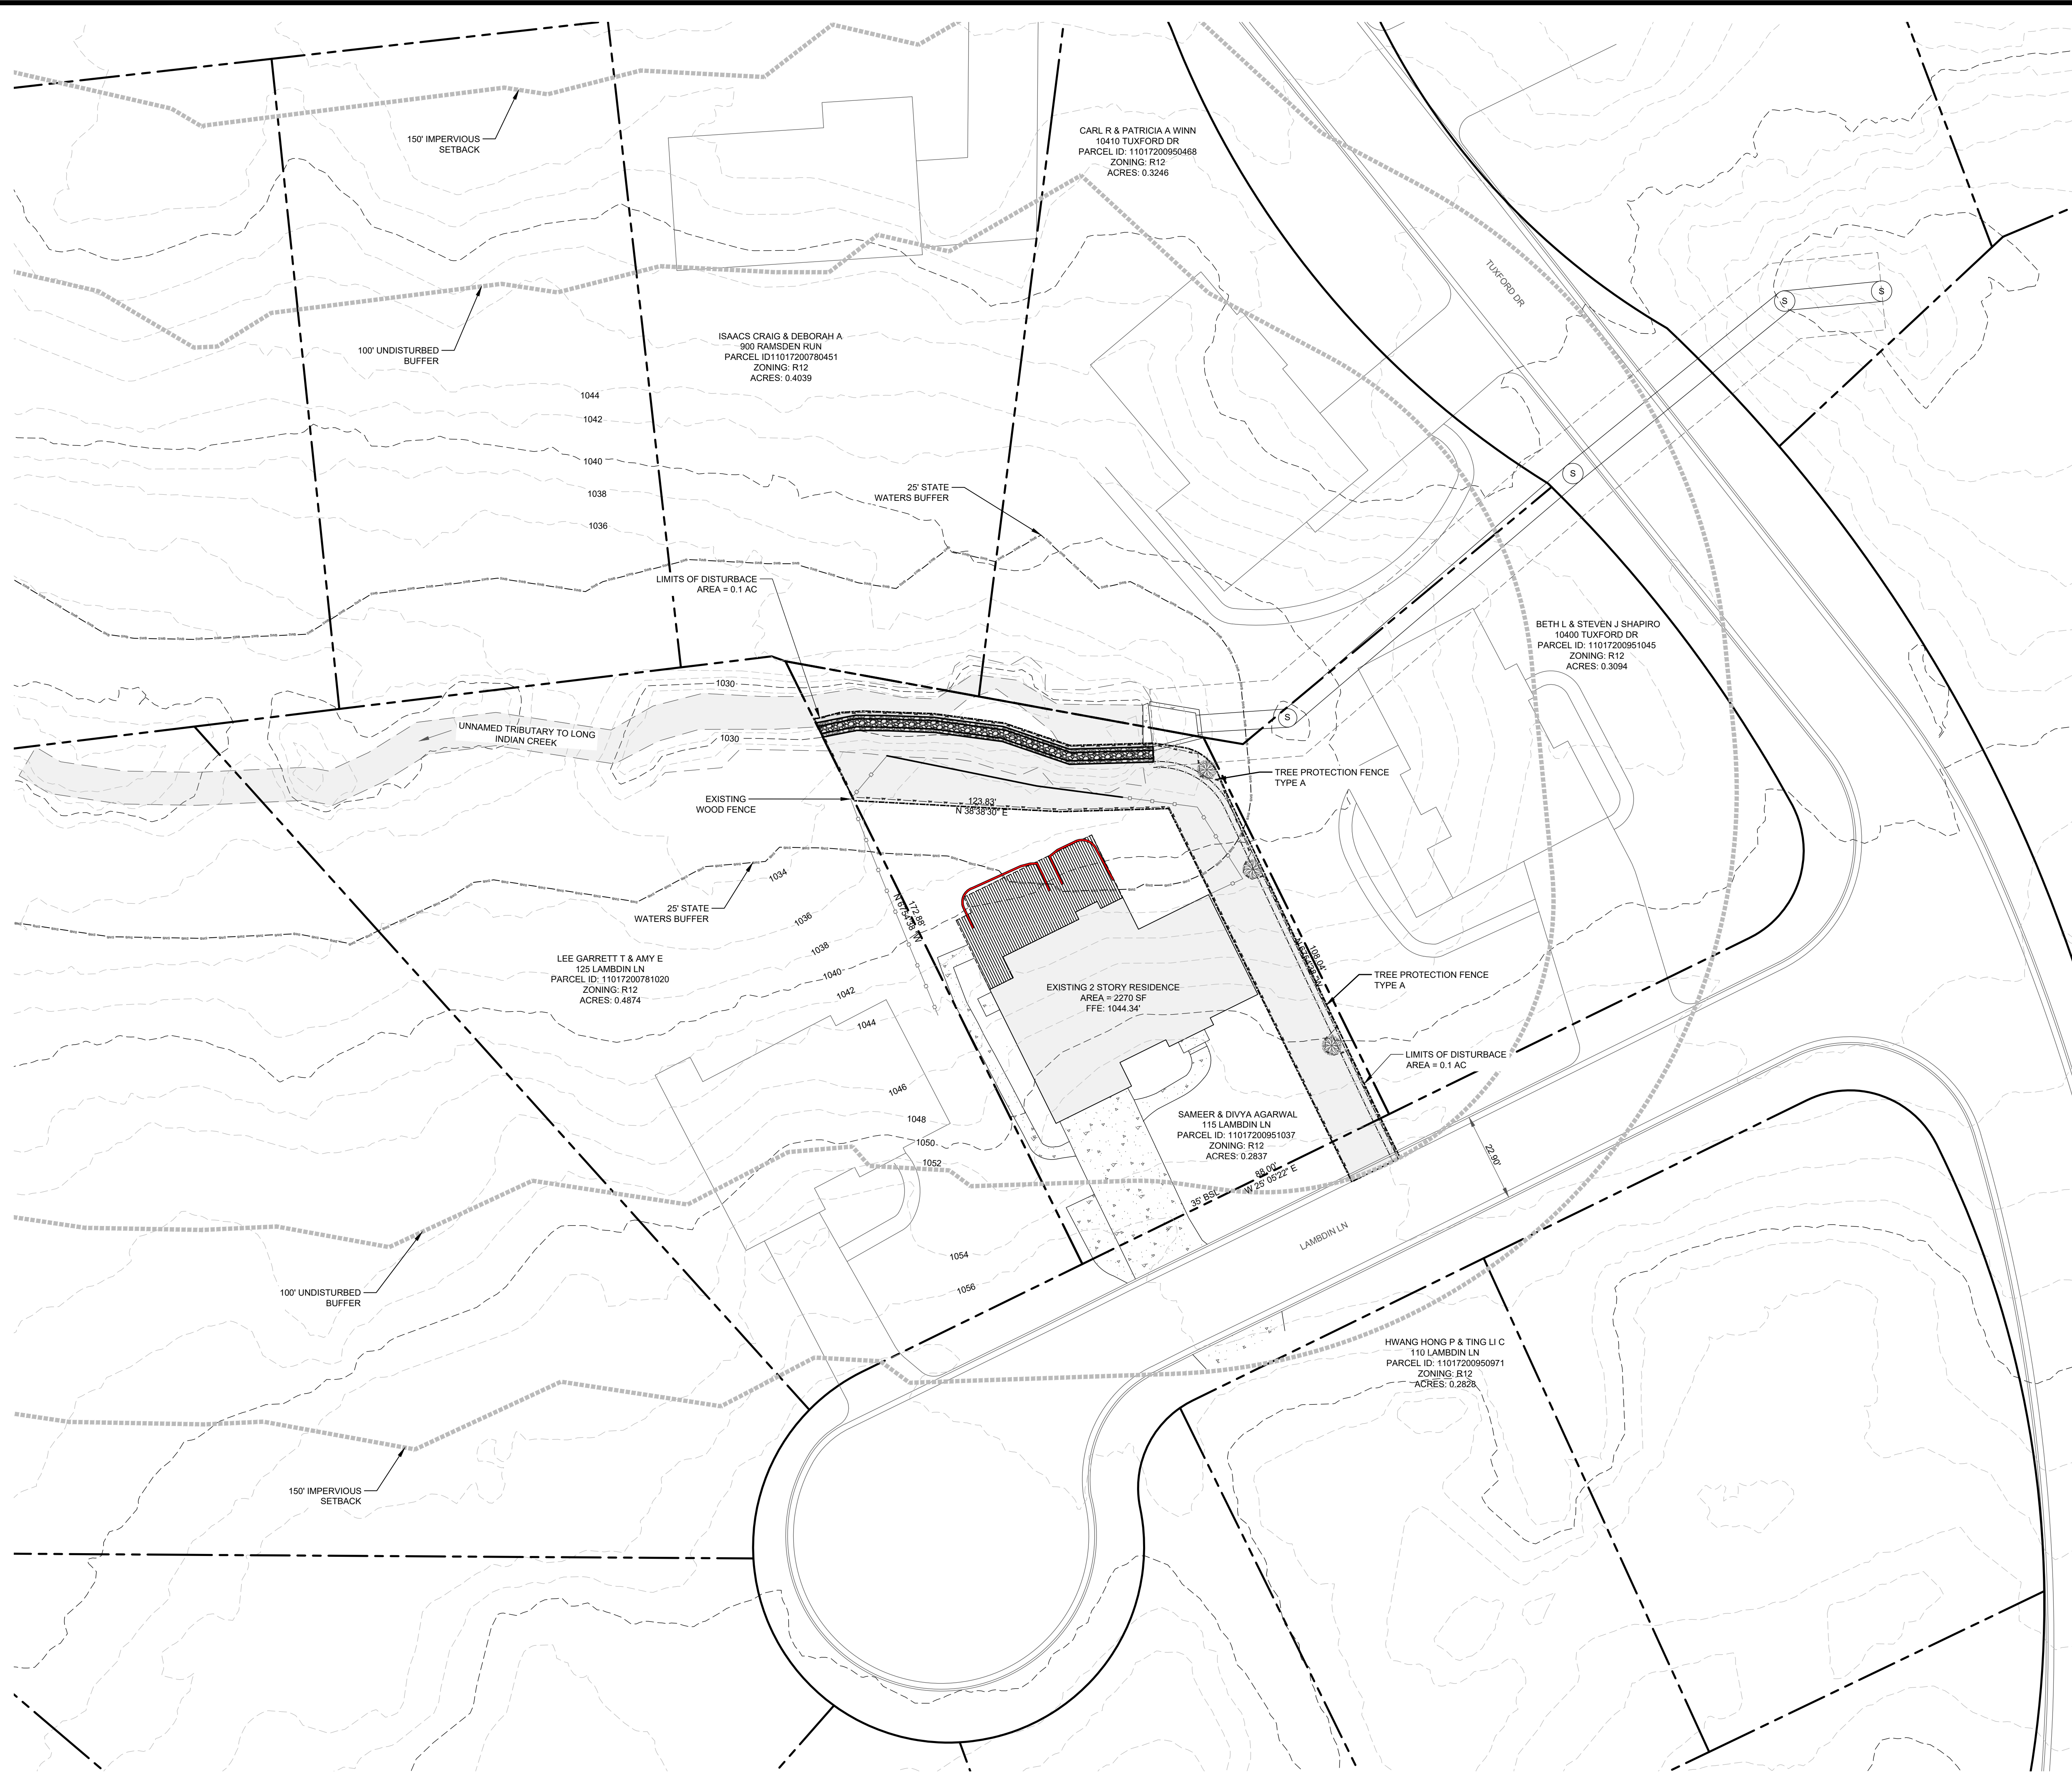 150' IMPERVIOUS
SETBACK
CARL R & PATRICIA A WINN
10410 TUXFORD DR
PARCEL ID: 11017200950468
ZONING: R12
ACRES: 0.3246
TUXFORD DR
S
S
100' UNDISTURBED
BUFFER
ISAACS CRAIG & DEBORAH A
900 RAMSDEN RUN
PARCEL ID11017200780451
ZONING: R12
ACRES: 0.4039
1044
1042
1040
1038
1036
25' STATE
WATERS BUFFER
S
LIMITS OF DISTURBACE
AREA = 0.1 AC
BETH L & STEVEN J SHAPIRO
10400 TUXFORD DR
PARCEL ID: 11017200951045
ZONING: R12
ACRES: 0.3094
1030
UNNAMED TRIBUTARY TO LONG
INDIAN CREEK
1030
S
TREE PROTECTION FENCE
TYPE A
EXISTING
WOOD FENCE
123.83'
N 38°38'30" E
1034
25' STATE
WATERS BUFFER
1036
172.88'
1038
1040
1042
1044
LEE GARRETT T & AMY E
125 LAMBDIN LN
PARCEL ID: 11017200781020
ZONING: R12
ACRES: 0.4874
108.04'
TREE PROTECTION FENCE
TYPE A
EXISTING 2 STORY RESIDENCE
AREA = 2270 SF
FFE: 1044.34'
LIMITS OF DISTURBACE
AREA = 0.1 AC
1046
1048
1050
1052
SAMEER & DIVYA AGARWAL
115 LAMBDIN LN
PARCEL ID: 11017200951037
ZONING: R12
ACRES: 0.2837
22.90'
88.00'
W 25° 05'22" E
35' BSL
LAMBDIN LN
1054
1056
100' UNDISTURBED
BUFFER
HWANG HONG P & TING LI C
110 LAMBDIN LN
PARCEL ID: 11017200950971
ZONING: R12
ACRES: 0.2828
150' IMPERVIOUS
SETBACK